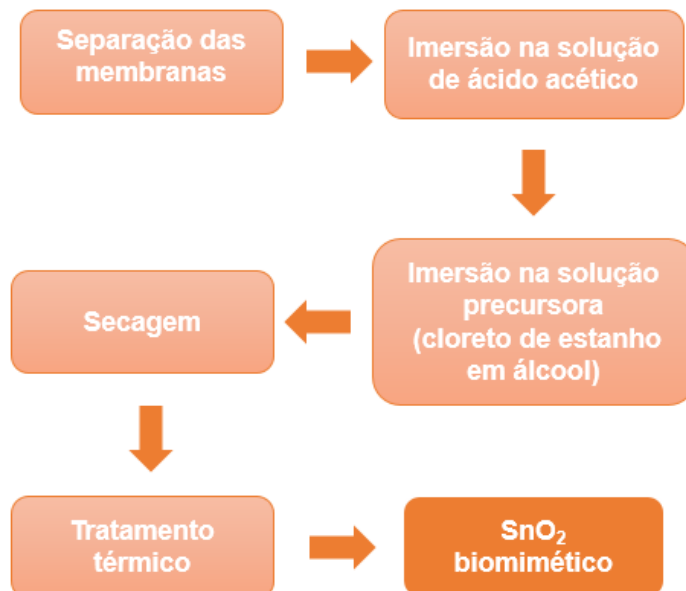 Separação das
membranas
Imersão na solução
de ácido acético
Imersão na solução
precursora
(cloreto de estanho
em álcool)
Secagem
Tratamento
térmico
SnO₂
biomimético